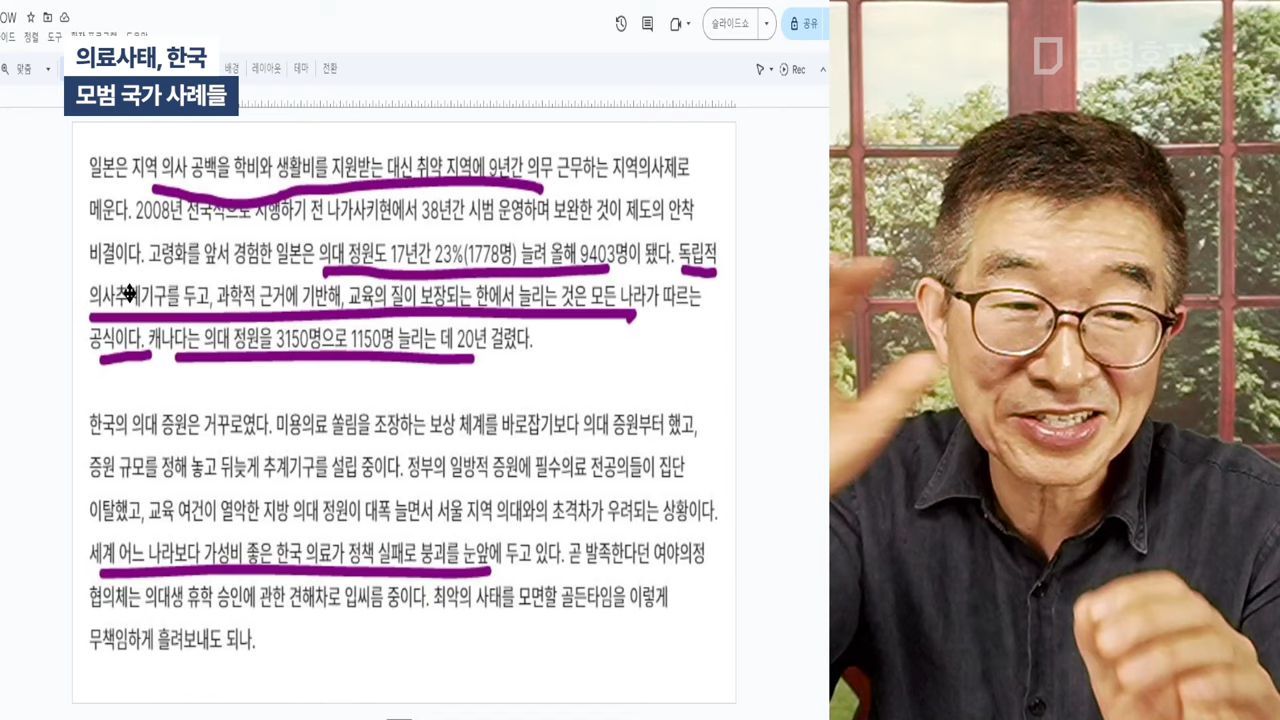 OW
정렬 도구
맞춤
배경 레이아웃 테마 전환
슬라이드쇼
공유
Rec
의료사태, 한국
모범 국가 사례들
공병호TV
일본은 지역 의사 공백을 학비와 생활비를 지원받는 대신 취약 지역에 9년간 의무 근무하는 지역의사제로
메운다. 2008년 전국적으로 시행하기 전 나가사키현에서 38년간 시범 운영하며 보완한 것이 제도의 안착
비결이다. 고령화를 앞서 경험한 일본은 의대 정원도 17년간 23%(1778명) 늘려 올해 9403명이 됐다. 독립적
의사추계기구를 두고, 과학적 근거에 기반해, 교육의 질이 보장되는 한에서 늘리는 것은 모든 나라가 따르는
공식이다. 캐나다는 의대 정원을 3150명으로 1150명 늘리는 데 20년 걸렸다.
한국의 의대 증원은 거꾸로였다. 미용의료 쏠림을 조장하는 보상 체계를 바로잡기보다 의대 증원부터 했고,
증원 규모를 정해 놓고 뒤늦게 추계기구를 설립 중이다. 정부의 일방적 증원에 필수의료 전공의들이 집단
이탈했고, 교육 여건이 열악한 지방 의대 정원이 대폭 늘면서 서울 지역 의대와의 초격차가 우려되는 상황이다.
세계 어느 나라보다 가성비 좋은 한국 의료가 정책 실패로 붕괴를 눈앞에 두고 있다. 곧 발족한다던 여야의정
협의체는 의대생 휴학 승인에 관한 견해차로 입씨름 중이다. 최악의 사태를 모면할 골든타임을 이렇게
무책임하게 흘려보내도 되나.